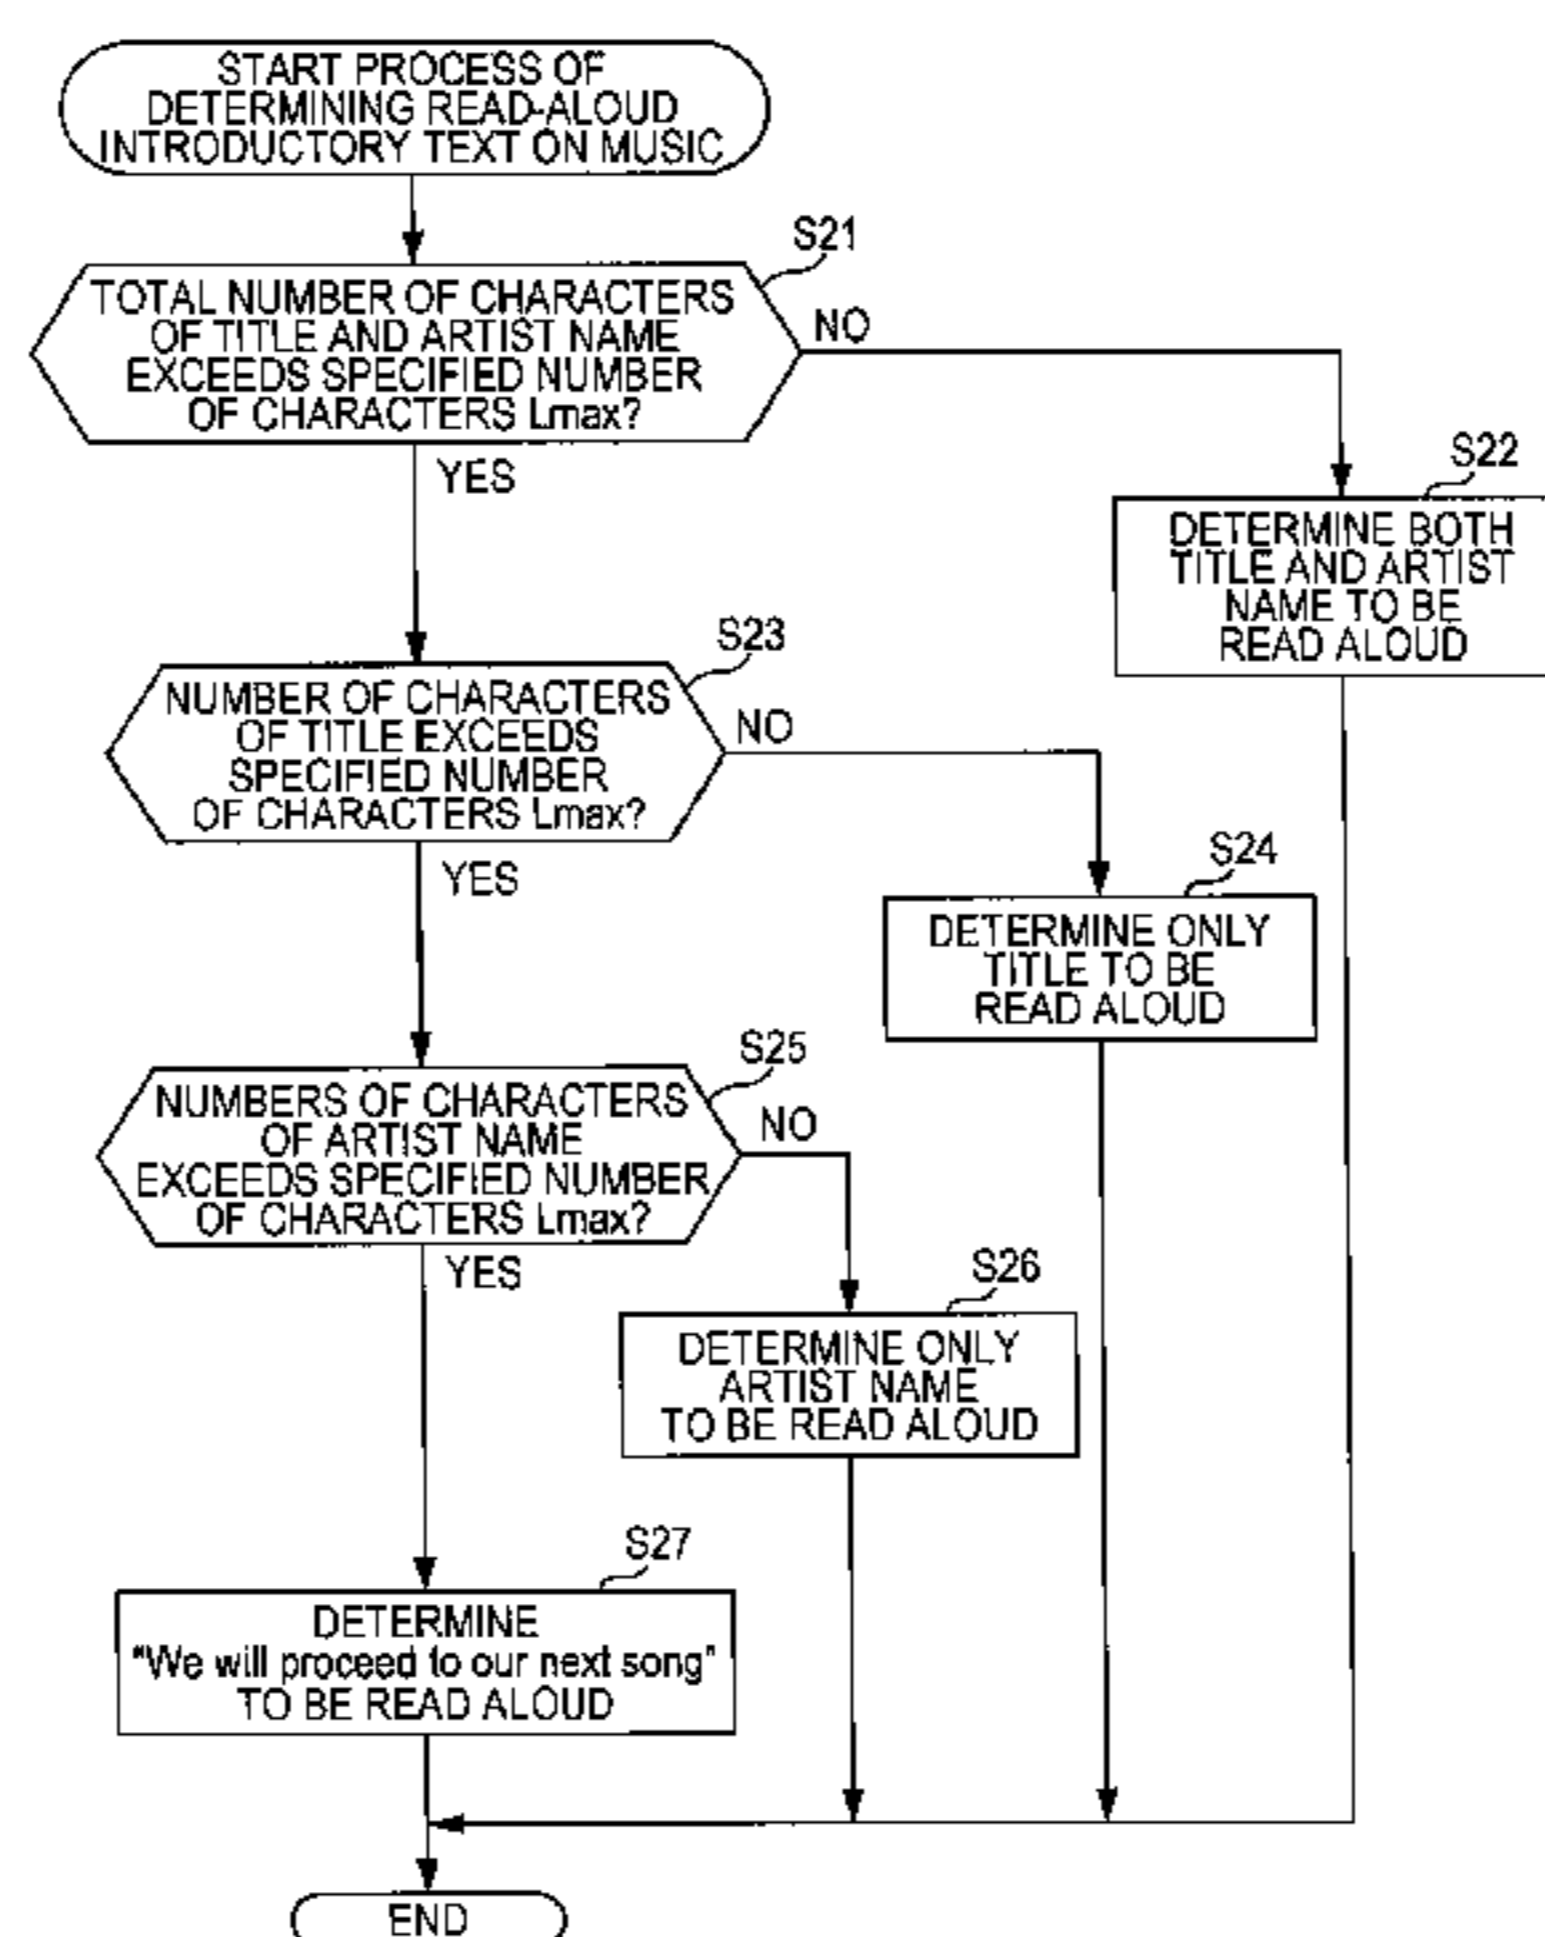 START PROCESS OF
DETERMINING READ-ALOUD
INTRODUCTORY TEXT ON MUSIC
S21
TOTAL NUMBER OF CHARACTERS
OF TITLE AND ARTIST NAME
EXCEEDS SPECIFIED NUMBER
OF CHARACTERS Lmax?
NO
YES
S22
DETERMINE BOTH
TITLE AND ARTIST
NAME TO BE
READ ALOUD
S23
NUMBER OF CHARACTERS
OF TITLE EXCEEDS
SPECIFIED NUMBER
OF CHARACTERS Lmax?
NO
YES
S24
DETERMINE ONLY
TITLE TO BE
READ ALOUD
S25
NUMBERS OF CHARACTERS
OF ARTIST NAME
EXCEEDS SPECIFIED NUMBER
OF CHARACTERS Lmax?
NO
YES
S26
DETERMINE ONLY
ARTIST NAME
TO BE READ ALOUD
S27
DETERMINE
"We will proceed to our next song"
TO BE READ ALOUD
END